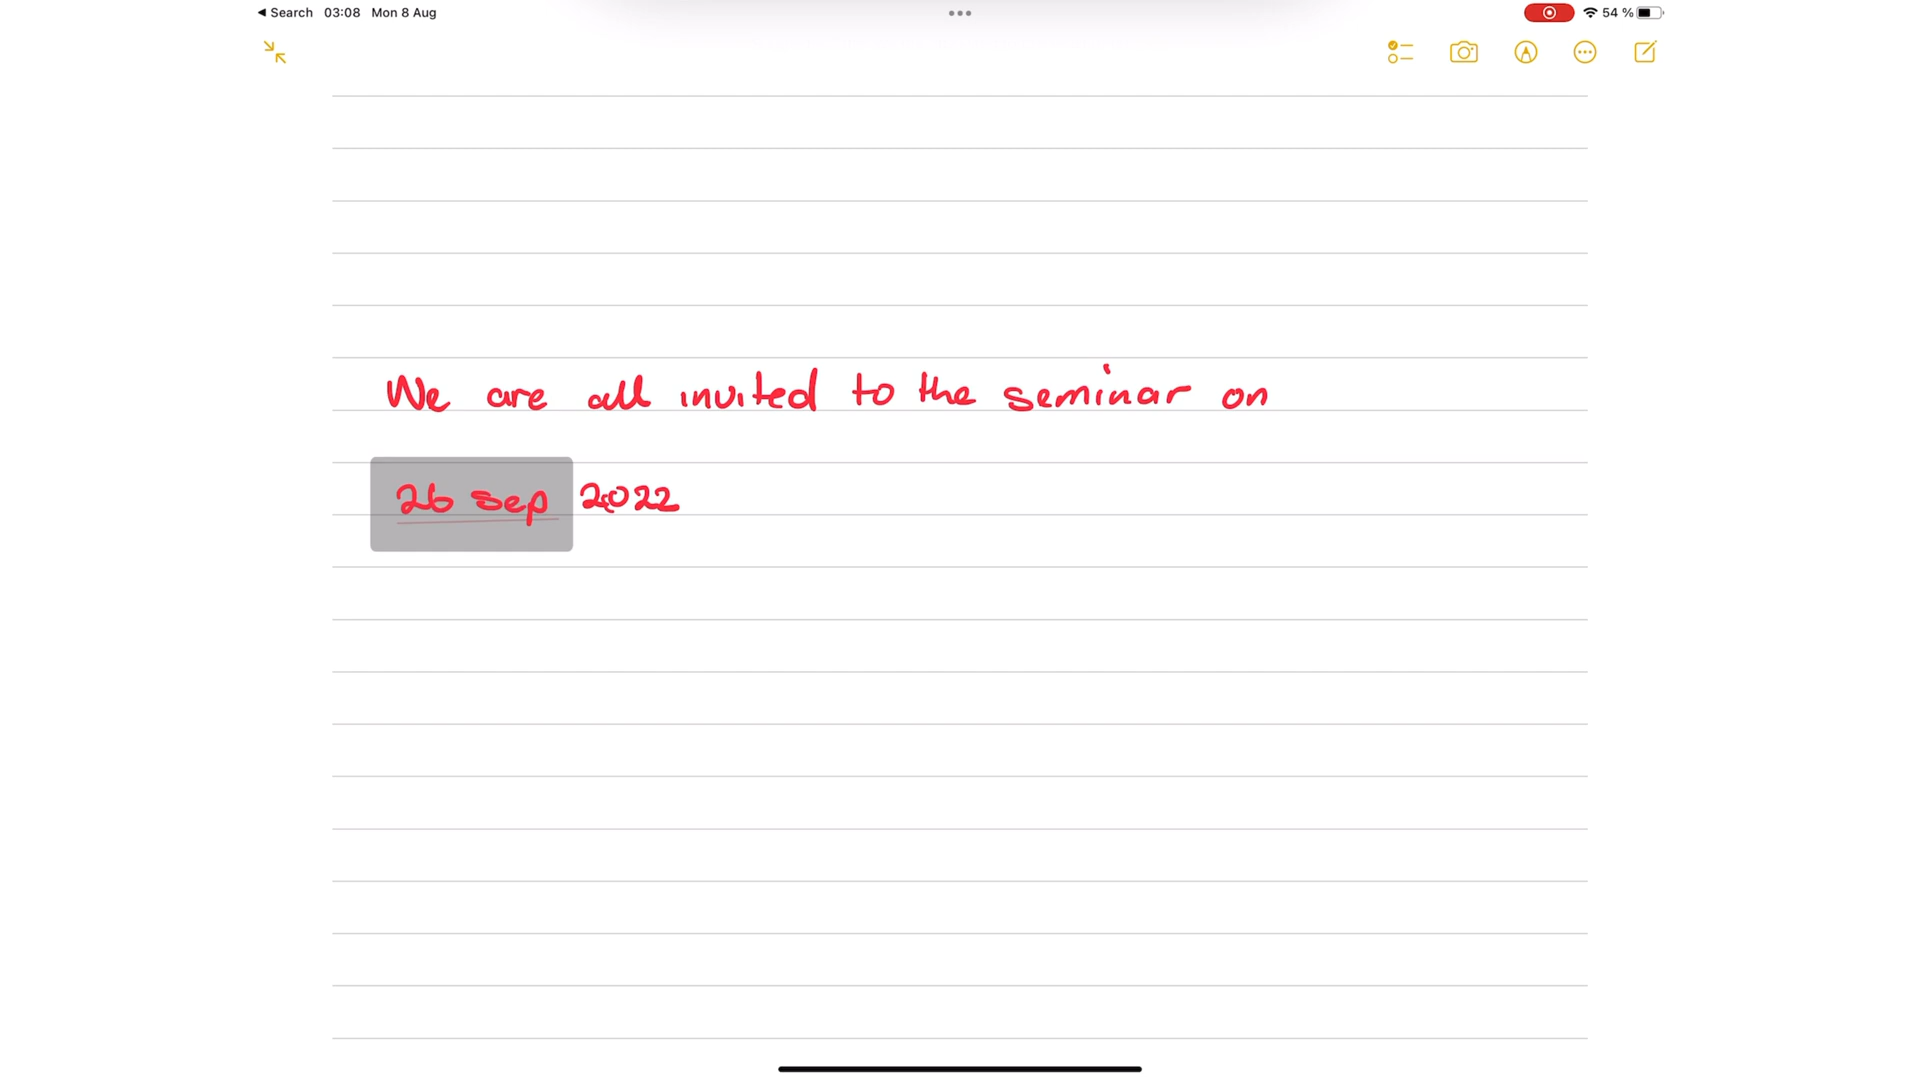 Search 03:08 Mon 8 Aug 54 %
We are all invited to the seminar on
26 Sep 2022